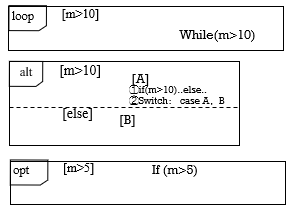 loop [m>10]
While(m>10)
alt [m>10]
[A]
①if(m>10)..else..
②Switch： case A，B
[else]
[B]
opt [m>5] If (m>5)